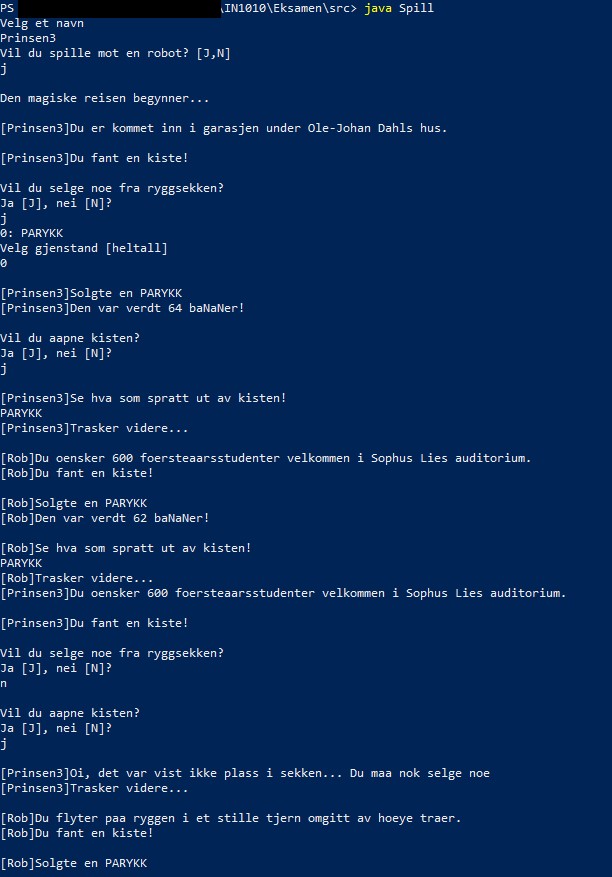 PS \IN1010\Eksamen\src> java Spill
Velg et navn
Prinsen3
Vil du spille mot en robot? [J,N]
j
Den magiske reisen begynner...
[Prinsen3]Du er kommet inn i garasjen under Ole-Johan Dahls hus.
[Prinsen3]Du fant en kiste!
Vil du selge noe fra ryggsekken?
Ja [J], nei [N]?
j
0: PARYKK
Velg gjenstand [heltall]
0
[Prinsen3]Solgte en PARYKK
[Prinsen3]Den var verdt 64 baNaNer!
Vil du aapne kisten?
Ja [J], nei [N]?
j
[Prinsen3]Se hva som spratt ut av kisten!
PARYKK
[Prinsen3]Trasker videre...
[Rob]Du oensker 600 foersteaarsstudenter velkommen i Sophus Lies auditorium.
[Rob]Du fant en kiste!
[Rob]Solgte en PARYKK
[Rob]Den var verdt 62 baNaNer!
[Rob]Se hva som spratt ut av kisten!
PARYKK
[Rob]Trasker videre...
[Prinsen3]Du oensker 600 foersteaarsstudenter velkommen i Sophus Lies auditorium.
[Prinsen3]Du fant en kiste!
Vil du selge noe fra ryggsekken?
Ja [J], nei [N]?
n
Vil du aapne kisten?
Ja [J], nei [N]?
j
[Prinsen3]Oi, det var vist ikke plass i sekken... Du maa nok selge noe
[Prinsen3]Trasker videre...
[Rob]Du flyter paa ryggen i et stille tjern omgitt av hoeye traer.
[Rob]Du fant en kiste!
[Rob]Solgte en PARYKK